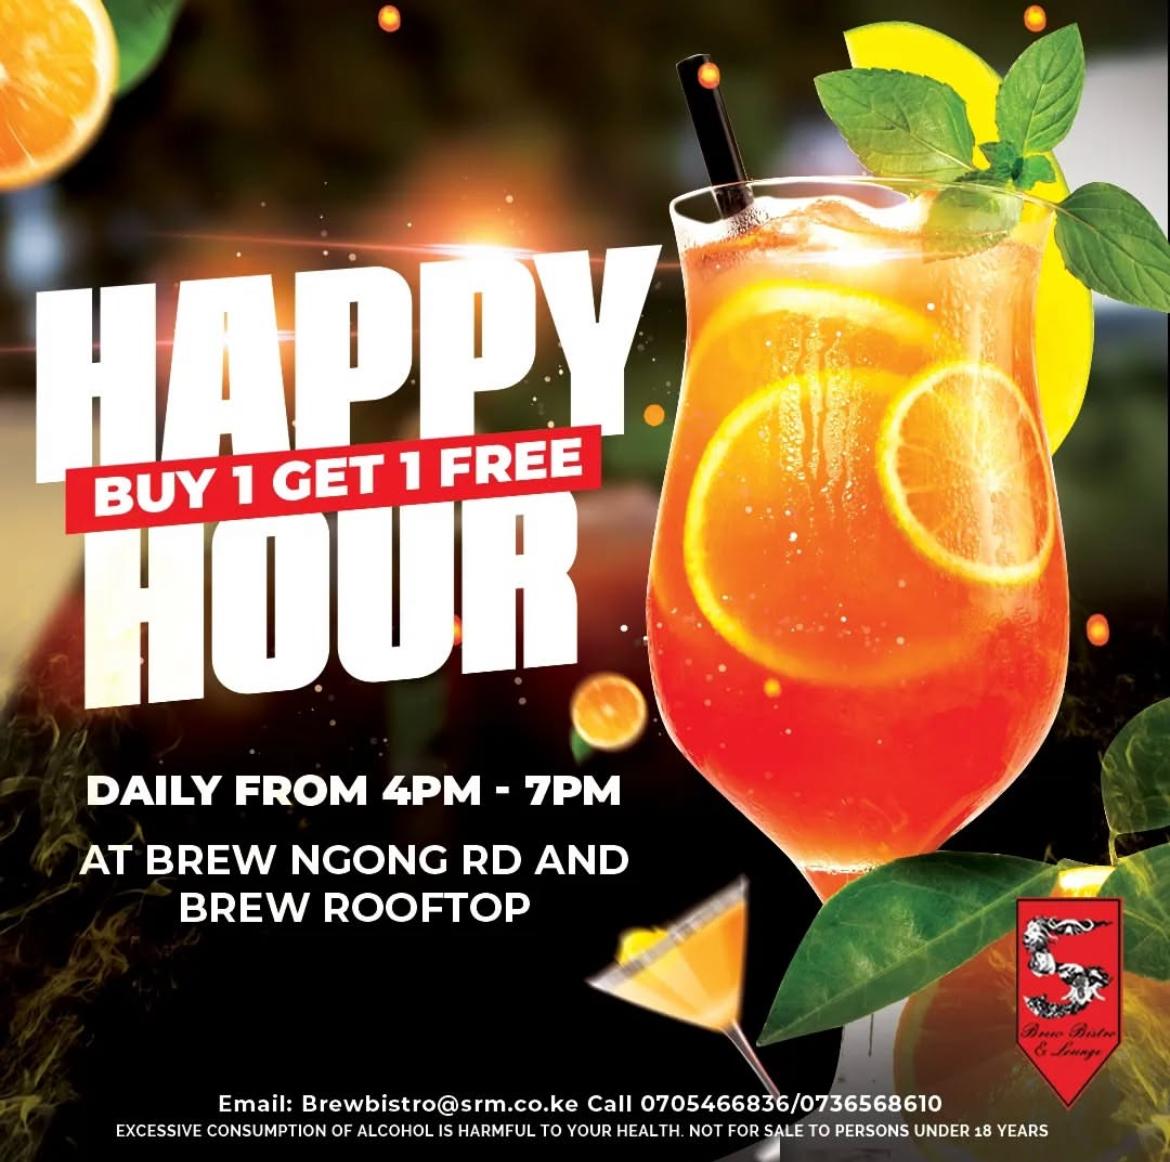 HAPPY
BUY 1 GET 1 FREE
HOUR
DAILY FROM 4PM - 7PM
AT BREW NGONG RD AND
BREW ROOFTOP
5
Brew Bistro
& Lounge
Email: Brewbistro@srm.co.ke Call 0705466836/0736568610
EXCESSIVE CONSUMPTION OF ALCOHOL IS HARMFUL TO YOUR HEALTH. NOT FOR SALE TO PERSONS UNDER 18 YEARS